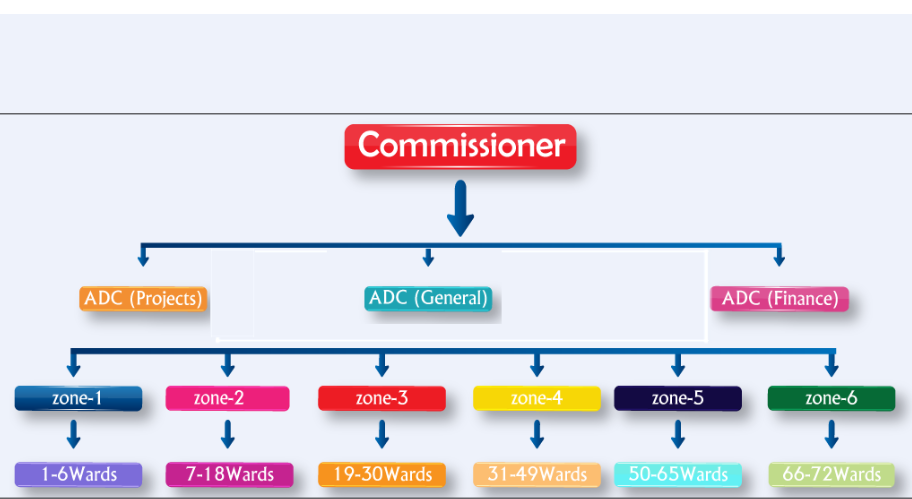 Commissioner
ADC (Projects)
ADC (General)
ADC (Finance)
zone-1
zone-2
zone-3
zone-4
zone-5
zone-6
1-6Wards
7-18Wards
19-30Wards
31-49Wards
50-65Wards
66-72Wards